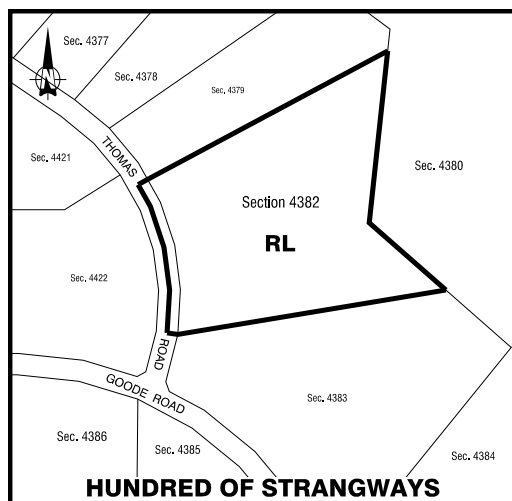 Sec. 4377
Sec. 4378
Sec. 4379
THOMAS
Sec. 4421
Sec. 4380
Section 4382
RL
Sec. 4422
ROAD
GOODE ROAD
Sec. 4383
Sec. 4386
Sec. 4385
Sec. 4384
HUNDRED OF STRANGWAYS